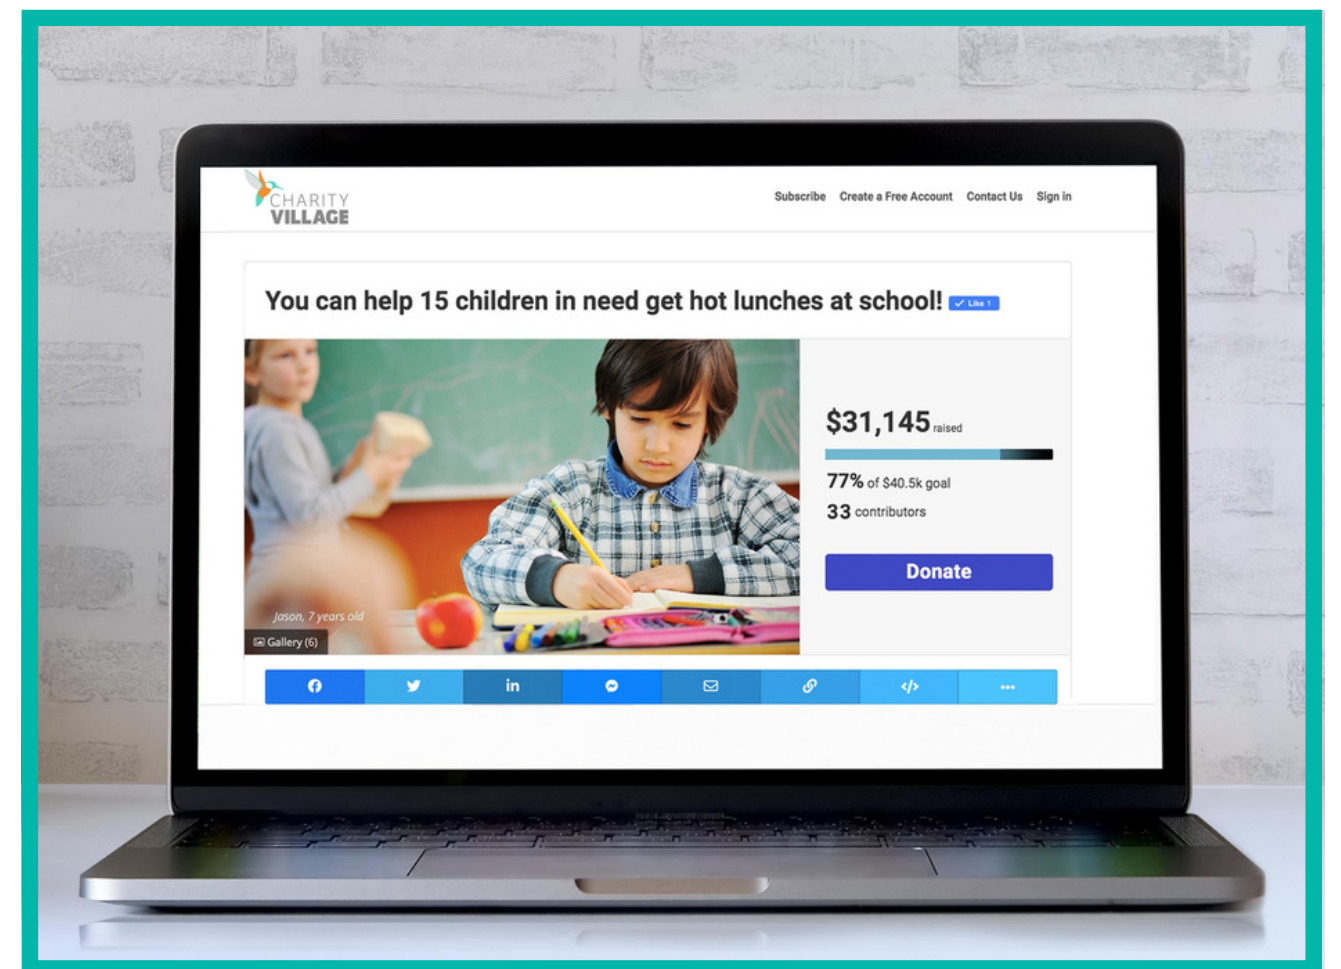 CHARITY
VILLAGE
Subscribe Create a Free Account Contact Us Sign in
You can help 15 children in need get hot lunches at school!
Like 1
$31,145 raised
77% of $40.5k goal
33 contributors
Donate
Jason, 7 years old
Gallery (6)